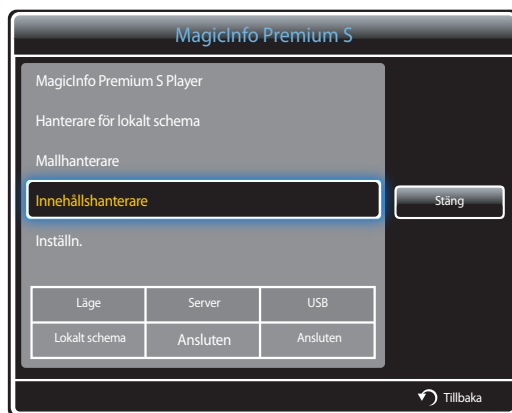 MagicInfo Premium S
MagicInfo Premium S Player
Hanterare för lokalt schema
Mallhanterare
Innehållshanterare
Stäng
Inställn.
Läge Server USB
Lokalt schema Ansluten Ansluten
Tillbaka